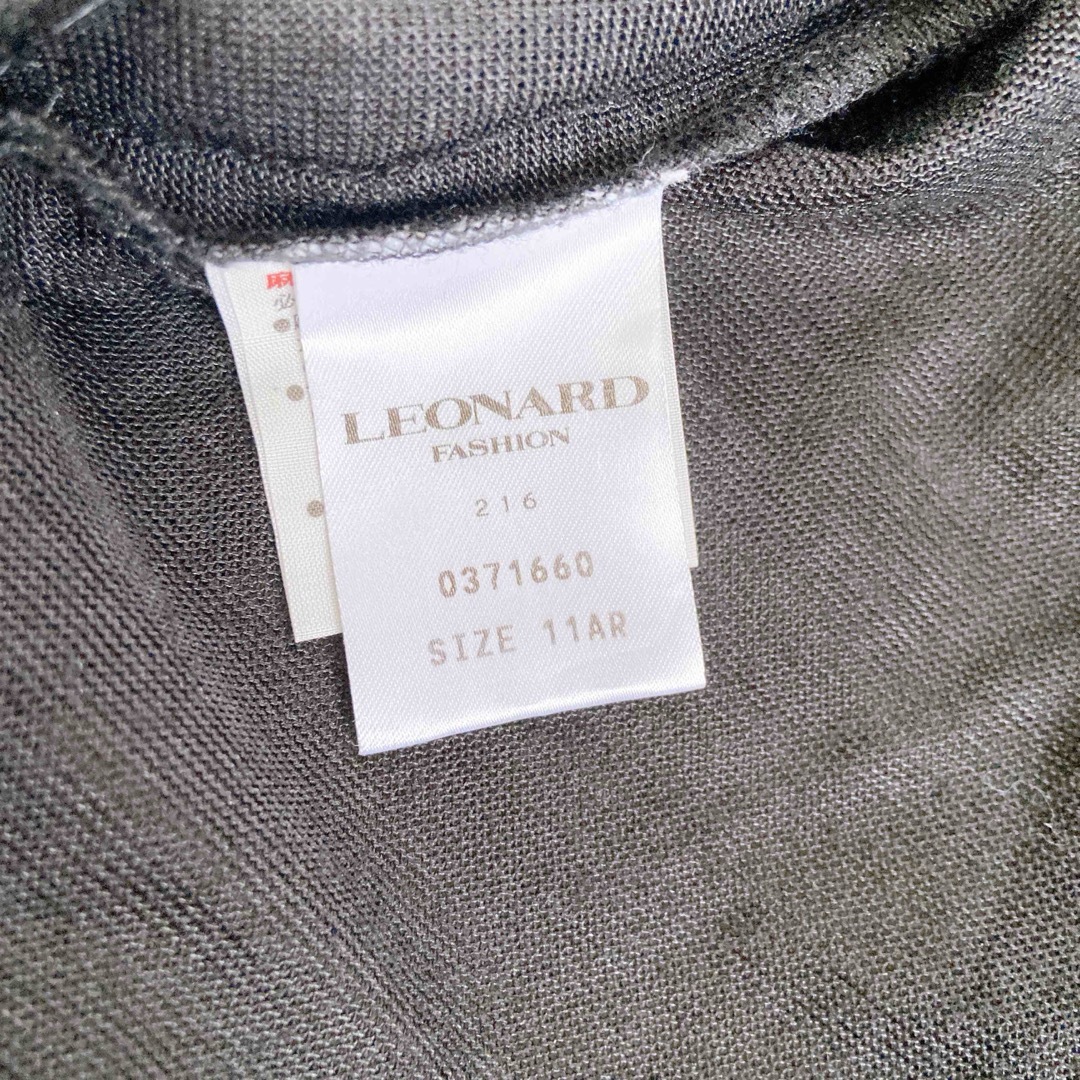 LEONARD
FASHION
216
0371660
SIZE 11AR